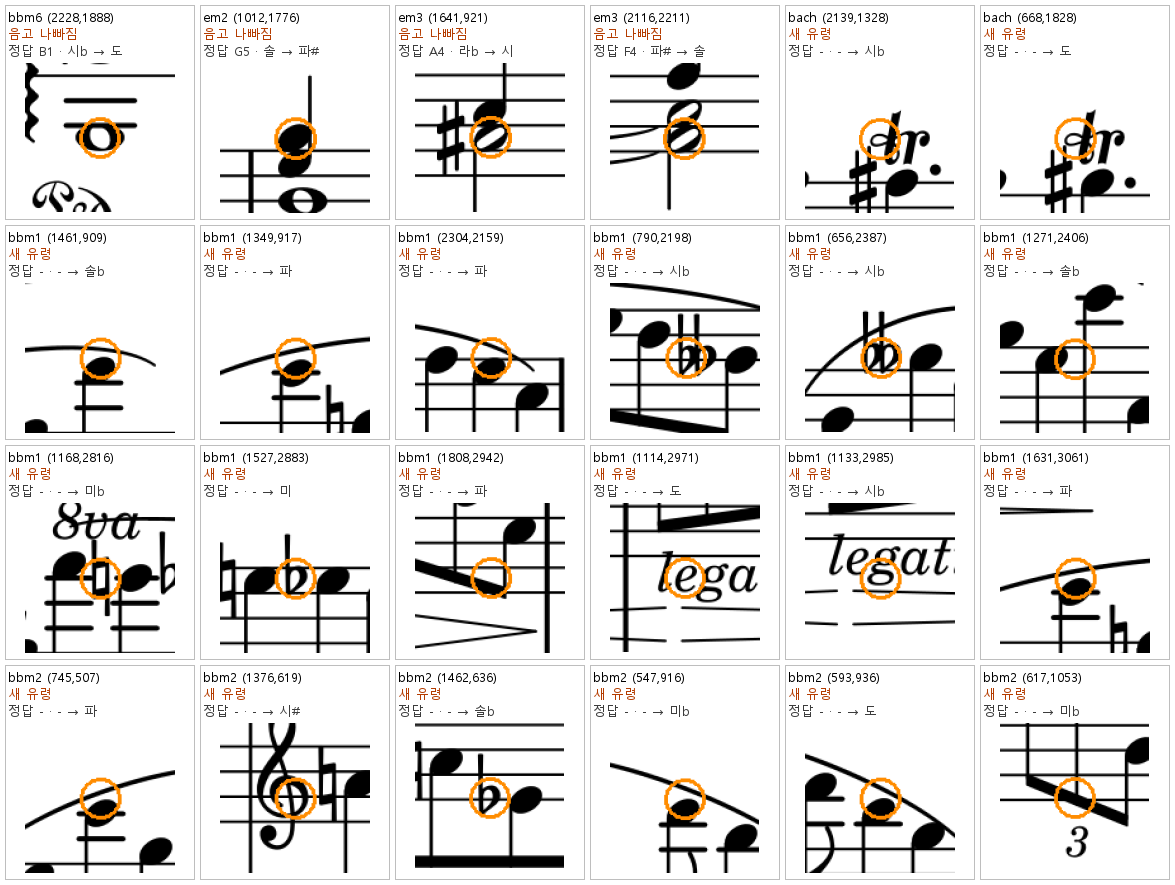 bbm6 (2228,1888)
음고 나빠짐
정답 B1 · 시b → 도
em2 (1012,1776)
음고 나빠짐
정답 G5 · 솔 → 파#
em3 (1641,921)
음고 나빠짐
정답 A4 · 라b → 시
em3 (2116,2211)
음고 나빠짐
정답 F4 · 파# → 솔
bach (2139,1328)
새 유령
정답 - · - → 시b
tr.
bach (668,1828)
새 유령
정답 - · - → 도
tr.
bbm1 (1461,909)
새 유령
정답 - · - → 솔b
bbm1 (1349,917)
새 유령
정답 - · - → 파
bbm1 (2304,2159)
새 유령
정답 - · - → 파
bbm1 (790,2198)
새 유령
정답 - · - → 시b
bbm1 (656,2387)
새 유령
정답 - · - → 시b
bbm1 (1271,2406)
새 유령
정답 - · - → 솔b
bbm1 (1168,2816)
새 유령
정답 - · - → 미b
8va
bbm1 (1527,2883)
새 유령
정답 - · - → 미
bbm1 (1808,2942)
새 유령
정답 - · - → 파
bbm1 (1114,2971)
새 유령
정답 - · - → 도
lega
bbm1 (1133,2985)
새 유령
정답 - · - → 시b
legat
bbm1 (1631,3061)
새 유령
정답 - · - → 파
bbm2 (745,507)
새 유령
정답 - · - → 파
bbm2 (1376,619)
새 유령
정답 - · - → 시#
bbm2 (1462,636)
새 유령
정답 - · - → 솔b
bbm2 (547,916)
새 유령
정답 - · - → 미b
bbm2 (593,936)
새 유령
정답 - · - → 도
bbm2 (617,1053)
새 유령
정답 - · - → 미b
3